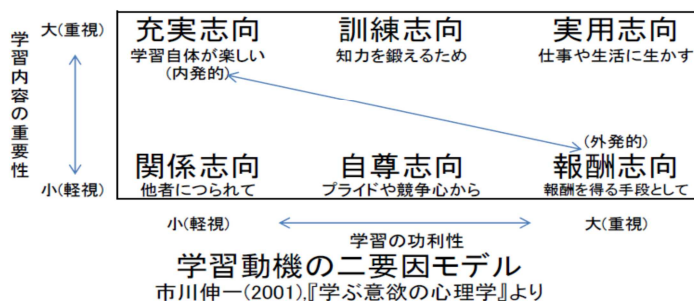 学習内容の重要性
大(重視)
小(軽視)
充実志向
学習自体が楽しい
(内発的)
訓練志向
知力を鍛えるため
実用志向
仕事や生活に生かす
関係志向
他者につられて
自尊志向
プライドや競争心から
(外発的)
報酬志向
報酬を得る手段として
小(軽視)
大(重視)
学習の功利性
学習動機の二要因モデル
市川伸一(2001),『学ぶ意欲の心理学』より